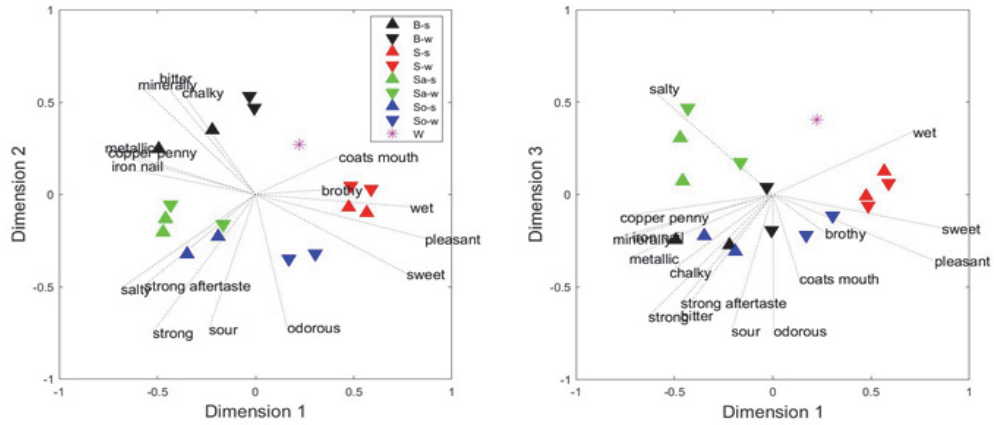 1
0.5
0
-0.5
-1
-1
-0.5
0
0.5
1
Dimension 2
Dimension 1
B-s
B-w
S-s
S-w
Sa-s
Sa-w
So-s
So-w
W
bitter
minerally
chalky
metallic
copper penny
iron nail
coats mouth
brothy
wet
pleasant
sweet
salty
strong aftertaste
strong
sour
odorous
1
0.5
0
-0.5
-1
-1
-0.5
0
0.5
1
Dimension 3
Dimension 1
salty
wet
copper penny
iron nail
minerally
metallic
chalky
brothy
sweet
pleasant
coats mouth
strong aftertaste
strong
bitter
sour
odorous